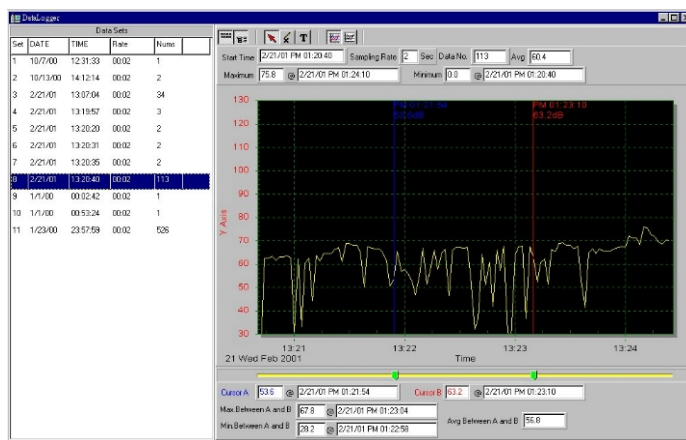 DataLogger
Data Sets
Set DATE TIME Rate Nums
1 10/7/00 12:31:33 00:02 1
2 10/13/00 14:12:14 00:02 2
3 2/21/01 13:07:04 00:02 34
4 2/21/01 13:19:57 00:02 3
5 2/21/01 13:20:20 00:02 2
6 2/21/01 13:20:31 00:02 2
7 2/21/01 13:20:35 00:02 2
8 2/21/01 13:20:40 00:02 113
9 1/1/00 00:02:42 00:02 1
10 1/1/00 00:53:24 00:02 1
11 1/23/00 23:57:59 00:02 526
T
Start Time 2/21/01 PM 01:20:40 Sampling Rate 2 Sec Data No. 113 Avg 60.4
Maximum 75.8 @ 2/21/01 PM 01:24:10 Minimum 0.0 @ 2/21/01 PM 01:20:40
PM 01:21:54 PM 01:23:10
53.6dB 63.2dB
130
120
110
100
90
80
70
60
50
40
30
Y Axis
13:21 13:22 13:23 13:24
21 Wed Feb 2001 Time
Cursor A 53.6 @ 2/21/01 PM 01:21:54 Cursor B 63.2 @ 2/21/01 PM 01:23:10
Max.Between A and B 67.8 @ 2/21/01 PM 01:23:04
Min.Between A and B 28.2 @ 2/21/01 PM 01:22:58
Avg.Between A and B 56.8